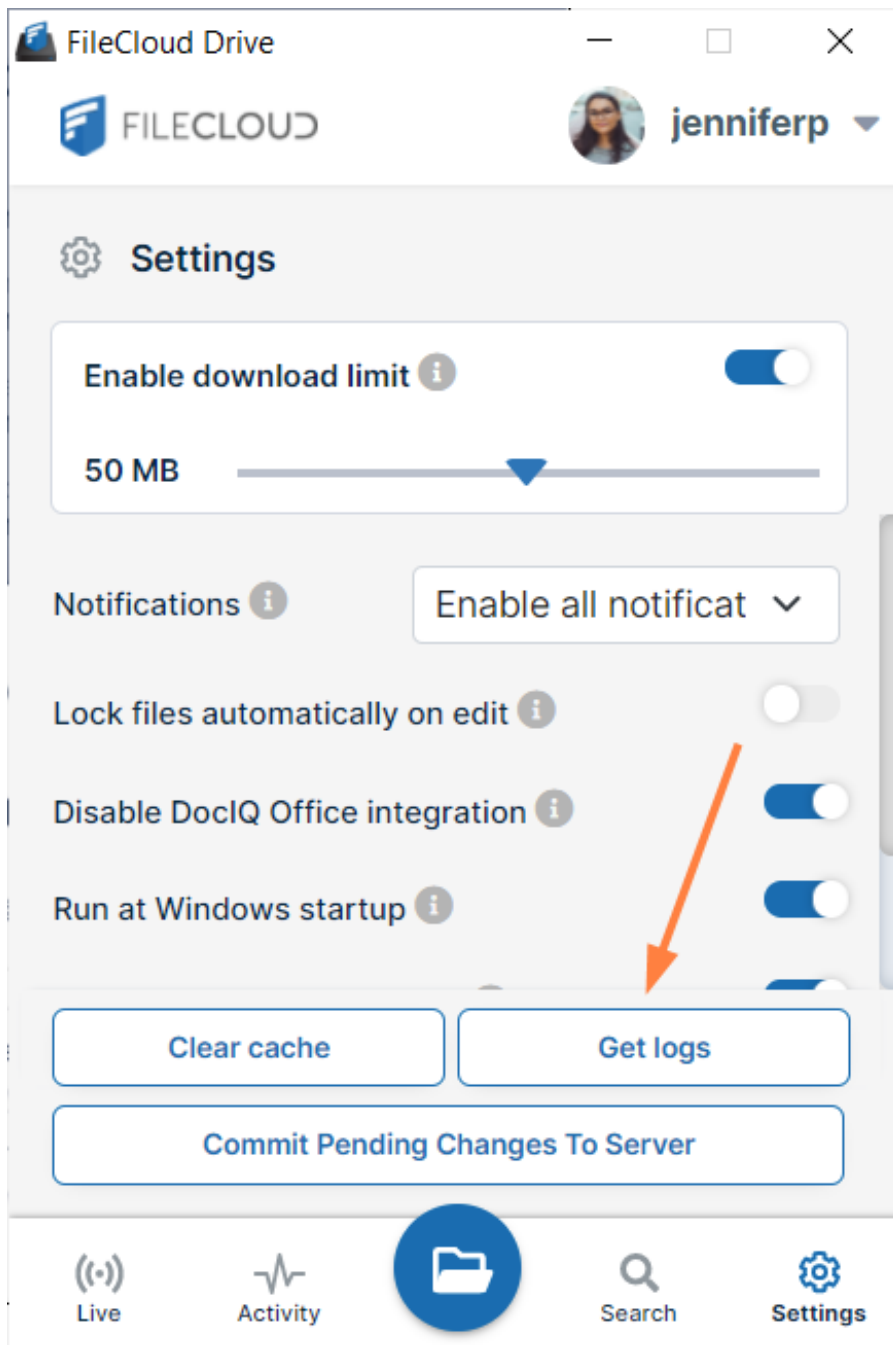 FileCloud Drive
FILECLOUD
jenniferp
Settings
Enable download limit
50 MB
Notifications
Enable all notificat
Lock files automatically on edit
Disable DocIQ Office integration
Run at Windows startup
Clear cache
Get logs
Commit Pending Changes To Server
Live
Activity
Search
Settings